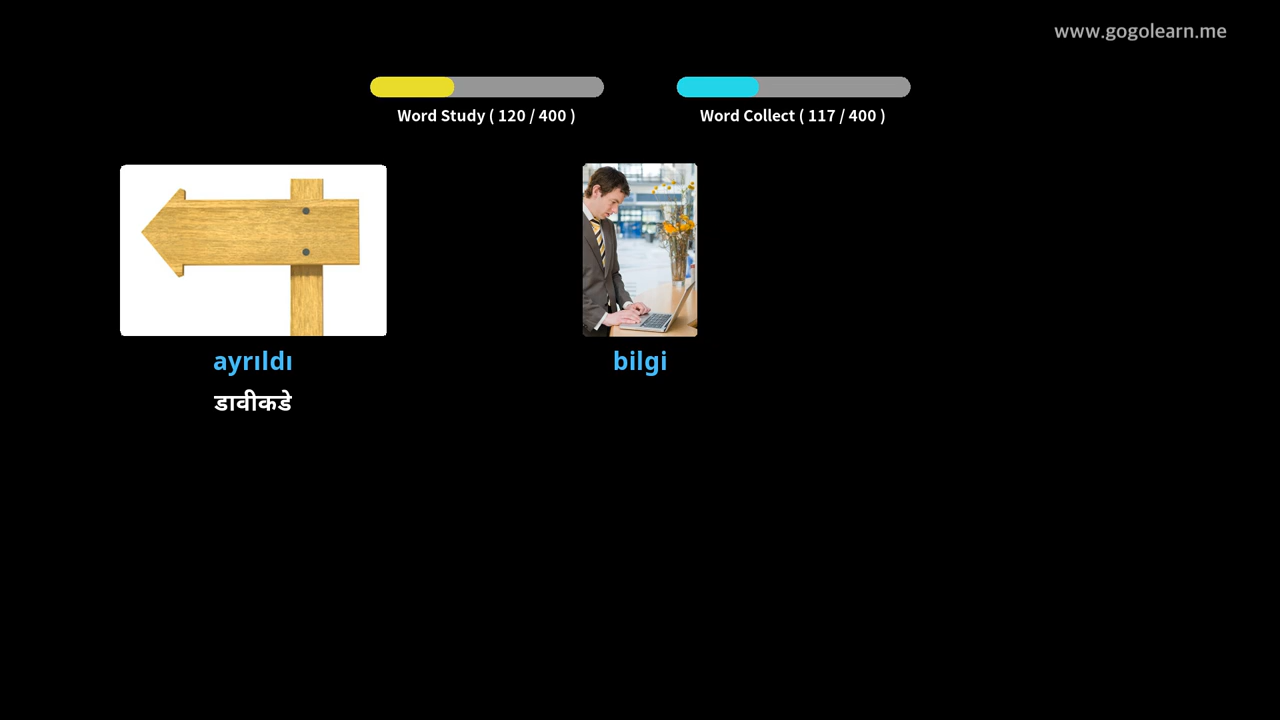 www.gogolearn.me
Word Study ( 120 / 400 )
Word Collect ( 117 / 400 )
ayrıldı
bilgi
डावीकडे